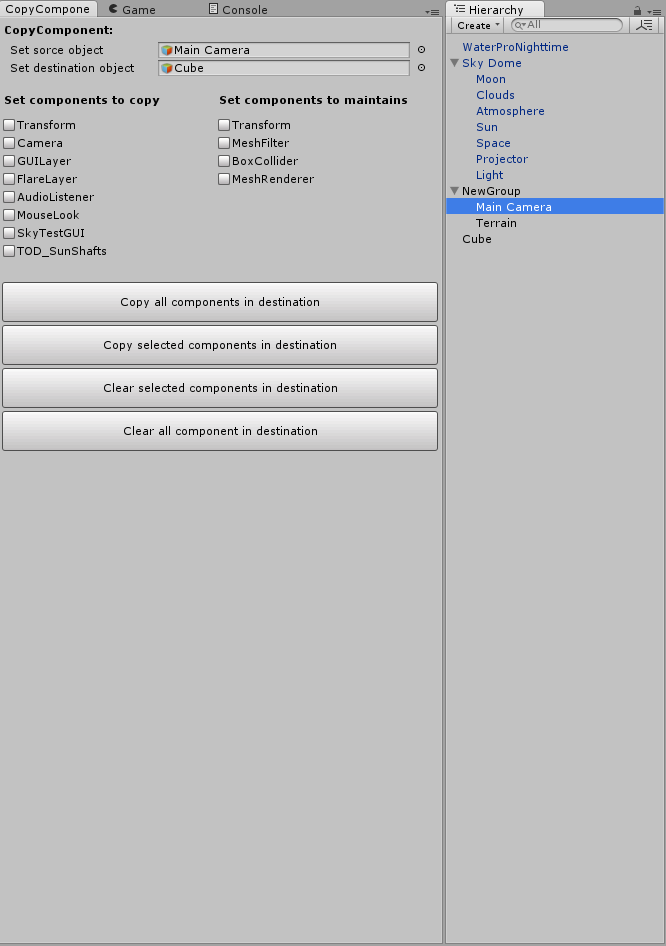 CopyCompone
Game
Console
CopyComponent:
Set sorce object
Main Camera
Set destination object
Cube
Set components to copy
Transform
Camera
GUILayer
FlareLayer
AudioListener
MouseLook
SkyTestGUI
TOD_SunShafts
Set components to maintains
Transform
MeshFilter
BoxCollider
MeshRenderer
Copy all components in destination
Copy selected components in destination
Clear selected components in destination
Clear all component in destination
Hierarchy
Create
All
WaterProNighttime
Sky Dome
Moon
Clouds
Atmosphere
Sun
Space
Projector
Light
NewGroup
Main Camera
Terrain
Cube